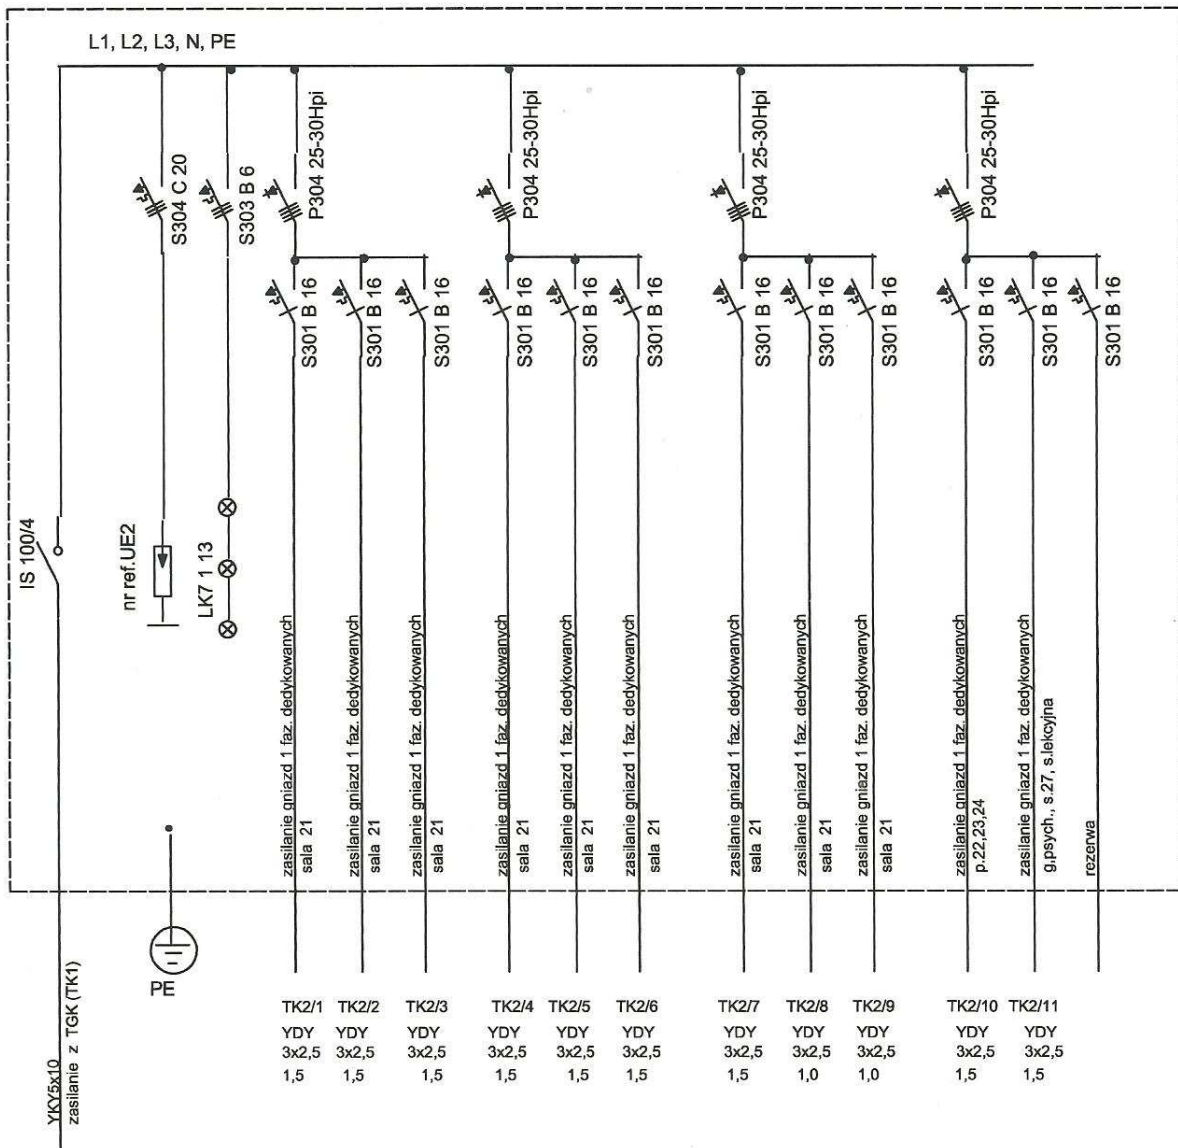 L1, L2, L3, N, PE
S304 C 20
S303 B 6
P304 25-30Hpi
P304 25-30Hpi
P304 25-30Hpi
P304 25-30Hpi
S301 B 16
S301 B 16
S301 B 16
S301 B 16
S301 B 16
S301 B 16
S301 B 16
S301 B 16
S301 B 16
S301 B 16
S301 B 16
S301 B 16
IS 100/4
nr ref.UE2
LK7 1 13
zasilanie gniazd 1 faz. dedykowanych
sala 21
zasilanie gniazd 1 faz. dedykowanych
sala 21
zasilanie gniazd 1 faz. dedykowanych
sala 21
zasilanie gniazd 1 faz. dedykowanych
sala 21
zasilanie gniazd 1 faz. dedykowanych
sala 21
zasilanie gniazd 1 faz. dedykowanych
sala 21
zasilanie gniazd 1 faz. dedykowanych
sala 21
zasilanie gniazd 1 faz. dedykowanych
sala 21
zasilanie gniazd 1 faz. dedykowanych
sala 21
zasilanie gniazd 1 faz. dedykowanych
p.22,23,24
zasilanie gniazd 1 faz. dedykowanych
g.psych., s.27, s.lekcyjna
rezerwa
PE
YKY5x10
zasilanie z TGK (TK1)
TK2/1 TK2/2 TK2/3 TK2/4 TK2/5 TK2/6 TK2/7 TK2/8 TK2/9 TK2/10 TK2/11
YDY YDY YDY YDY YDY YDY YDY YDY YDY YDY YDY
3x2,5 3x2,5 3x2,5 3x2,5 3x2,5 3x2,5 3x2,5 3x2,5 3x2,5 3x2,5 3x2,5
1,5 1,5 1,5 1,5 1,5 1,5 1,5 1,0 1,0 1,5 1,5